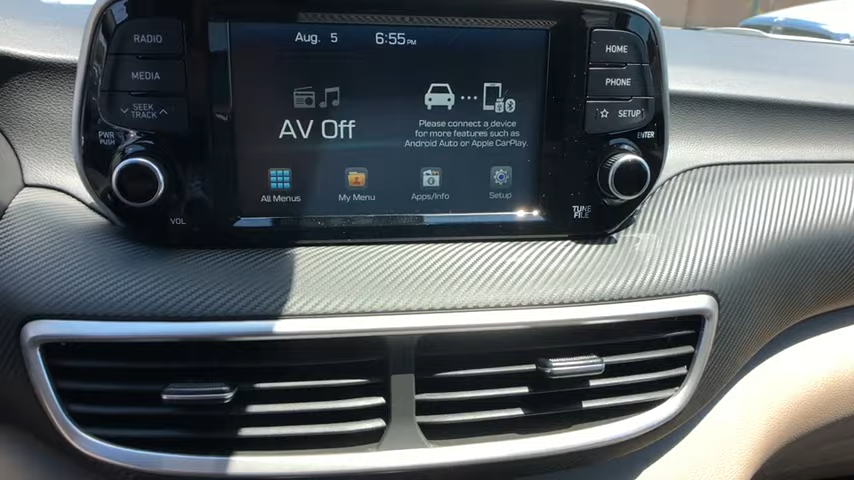 RADIO
MEDIA
SEEK
TRACK
PWR
PUSH
VOL
Aug. 5 6:55PM
AV Off
Please connect a device
for more features such as
Android Auto or Apple CarPlay.
All Menus
My Menu
Apps/Info
Setup
HOME
PHONE
SETUP
ENTER
TUNE
FILE